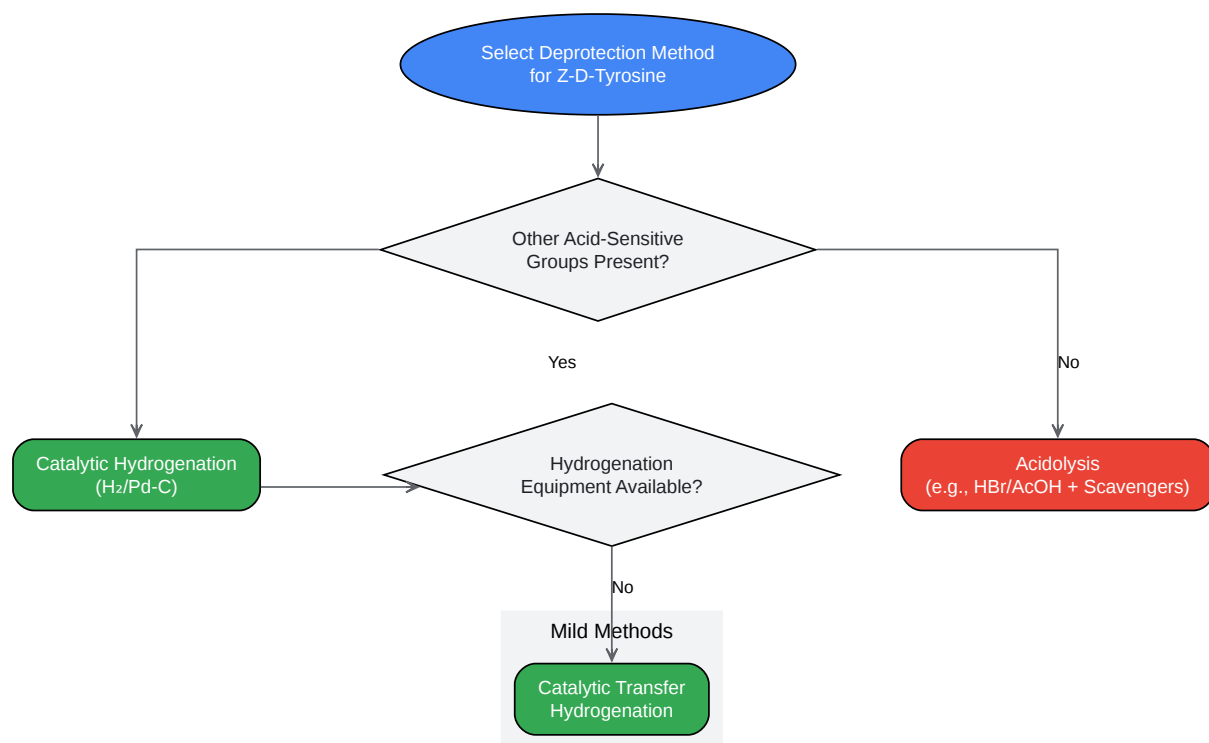 Select Deprotection Method
for Z-D-Tyrosine
Other Acid-Sensitive
Groups Present?
Yes
No
Catalytic Hydrogenation
(H₂/Pd-C)
Hydrogenation
Equipment Available?
Acidolysis
(e.g., HBr/AcOH + Scavengers)
No
Mild Methods
Catalytic Transfer
Hydrogenation